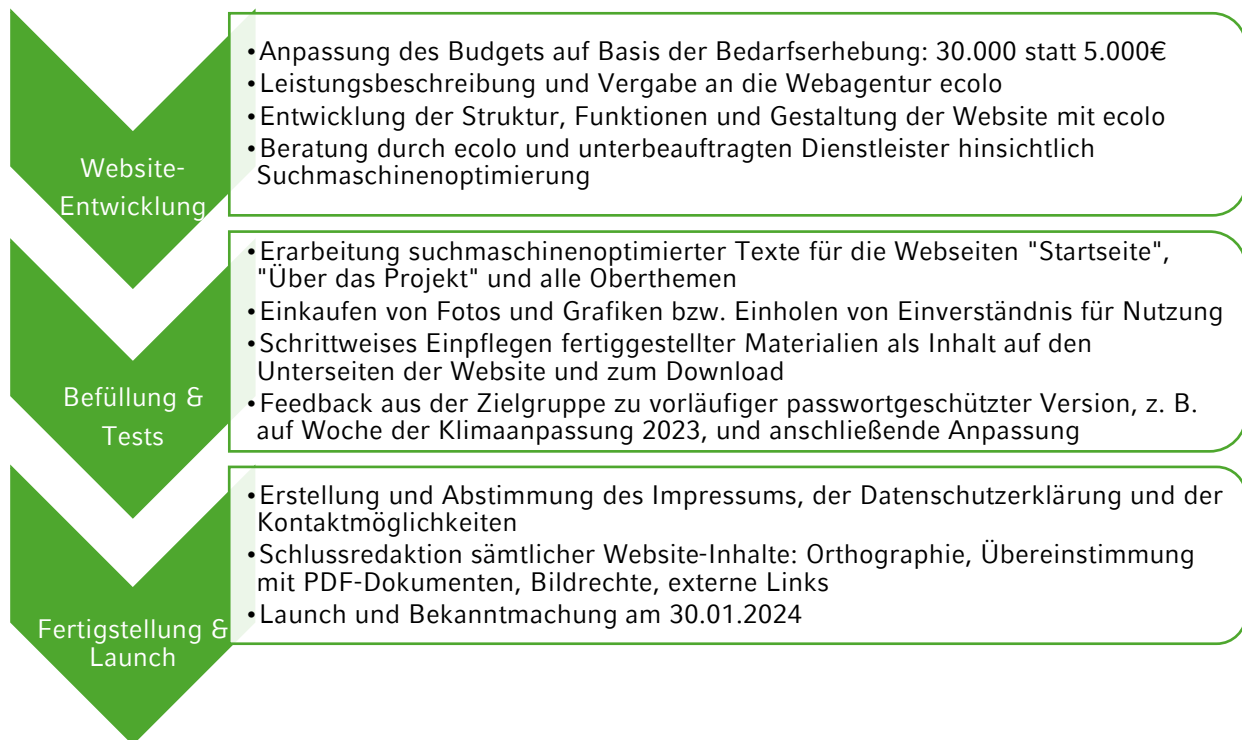 •Anpassung des Budgets auf Basis der Bedarfserhebung: 30.000 statt 5.000€
•Leistungsbeschreibung und Vergabe an die Webagentur ecolo
•Entwicklung der Struktur, Funktionen und Gestaltung der Website mit ecolo
•Beratung durch ecolo und unterbeauftragten Dienstleister hinsichtlich
Suchmaschinenoptimierung
Website-
Entwicklung
•Erarbeitung suchmaschinenoptimierter Texte für die Webseiten "Startseite",
"Über das Projekt" und alle Oberthemen
•Einkaufen von Fotos und Grafiken bzw. Einholen von Einverständnis für Nutzung
•Schrittweises Einpflegen fertiggestellter Materialien als Inhalt auf den
Unterseiten der Website und zum Download
•Feedback aus der Zielgruppe zu vorläufiger passwortgeschützter Version, z. B.
auf Woche der Klimaanpassung 2023, und anschließende Anpassung
Befüllung &
Tests
•Erstellung und Abstimmung des Impressums, der Datenschutzerklärung und der
Kontaktmöglichkeiten
•Schlussredaktion sämtlicher Website-Inhalte: Orthographie, Übereinstimmung
mit PDF-Dokumenten, Bildrechte, externe Links
•Launch und Bekanntmachung am 30.01.2024
Fertigstellung &
Launch